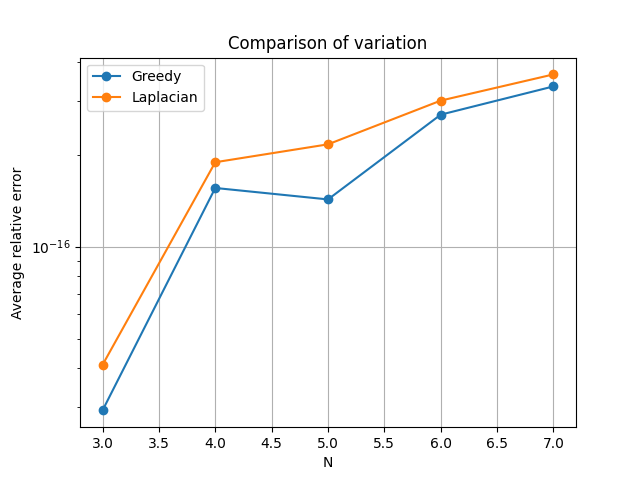 Comparison of variation
Greedy
Laplacian
Average relative error
10⁻¹⁶
3.0 3.5 4.0 4.5 5.0 5.5 6.0 6.5 7.0
N